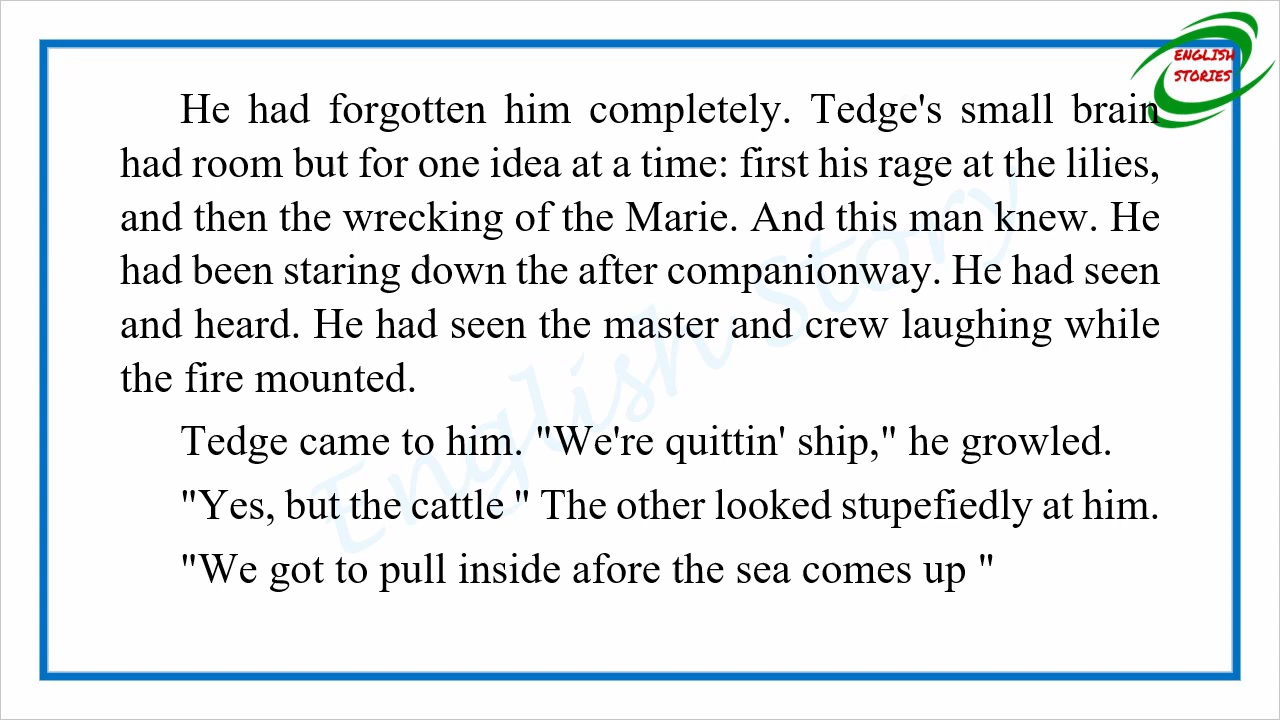 ENGLISH
STORIES
He had forgotten him completely. Tedge's small brain
had room but for one idea at a time: first his rage at the lilies,
and then the wrecking of the Marie. And this man knew. He
had been staring down the after companionway. He had seen
and heard. He had seen the master and crew laughing while
the fire mounted.
Tedge came to him. "We're quittin' ship," he growled.
"Yes, but the cattle " The other looked stupefiedly at him.
"We got to pull inside afore the sea comes up "
English Story